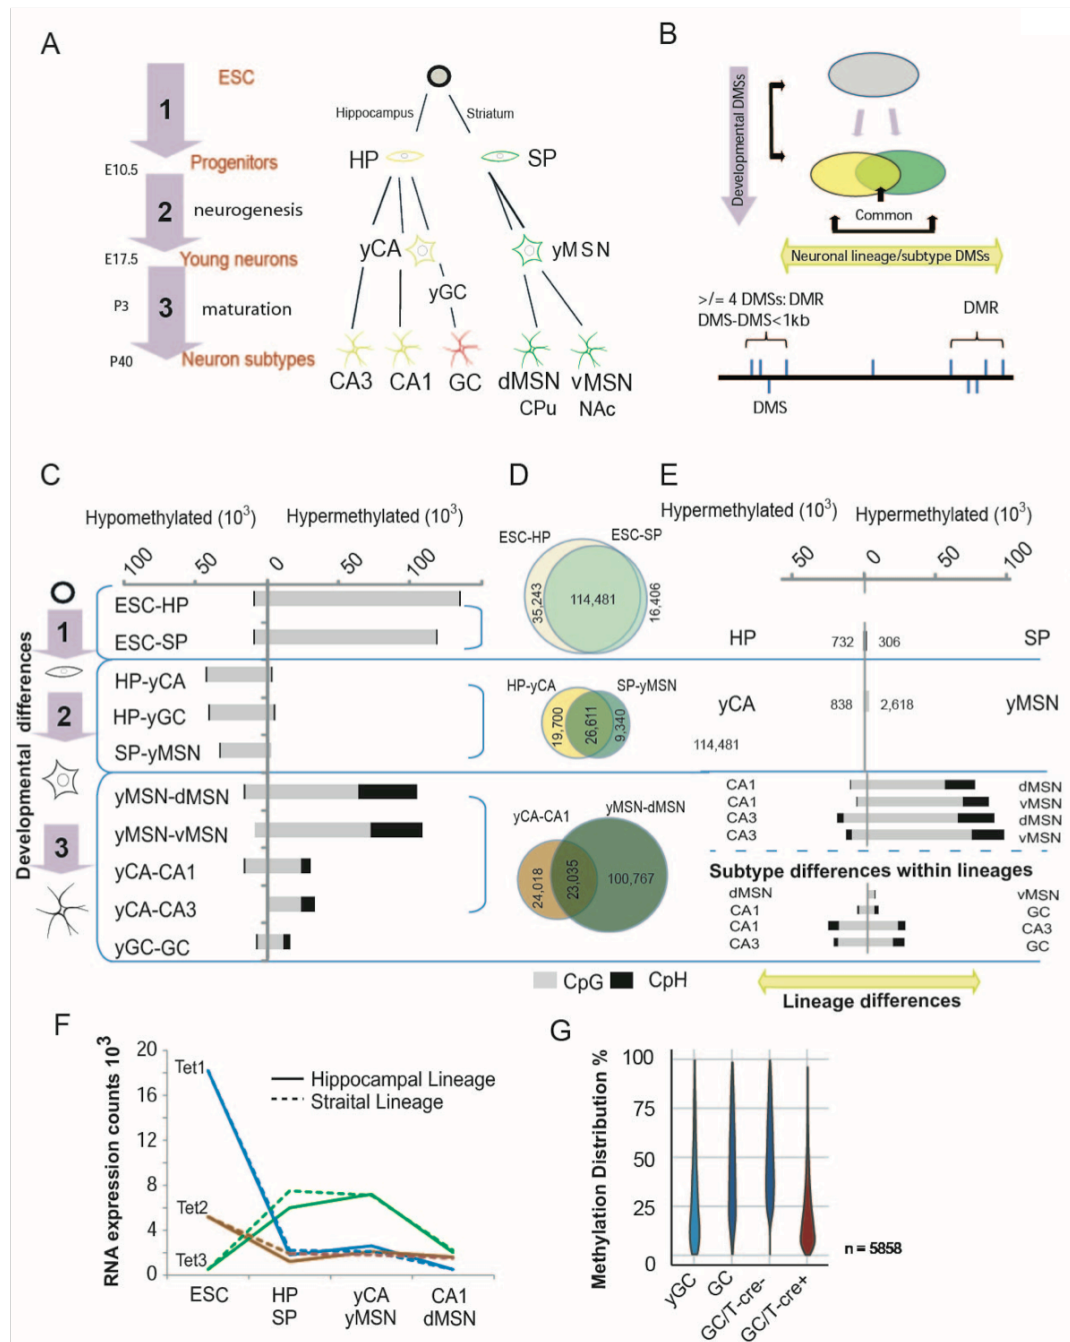 A
ESC
1
Hippocampus
Striatum
HP
SP
E10.5
Progenitors
2
neurogenesis
yCA
yMSN
E17.5
Young neurons
yGC
P3
3
maturation
P40
Neuron subtypes
CA3
CA1
GC
dMSN
vMSN
CPu
NAc
B
Developmental DMSs
Common
Neuronal lineage/subtype DMSs
>/= 4 DMSs: DMR
DMS-DMS<1kb
DMR
DMS
C
Hypomethylated (10³)
Hypermethylated (10³)
100
50
0
50
100
Developmental differences
1
ESC-HP
ESC-SP
2
HP-yCA
HP-yGC
SP-yMSN
3
yMSN-dMSN
yMSN-vMSN
yCA-CA1
yCA-CA3
yGC-GC
D
ESC-HP
ESC-SP
35,243
114,481
16,406
HP-yCA
SP-yMSN
19,700
26,611
9,340
yCA-CA1
yMSN-dMSN
24,018
23,035
100,767
CpG
CpH
E
Hypermethylated (10³)
Hypermethylated (10³)
50
0
50
100
HP
732
306
SP
yCA
838
2,618
yMSN
114,481
CA1
dMSN
CA1
vMSN
CA3
dMSN
CA3
vMSN
Subtype differences within lineages
dMSN
vMSN
CA1
GC
CA1
CA3
CA3
GC
Lineage differences
F
RNA expression counts 10³
20
16
12
8
4
0
Tet1
Tet2
Tet3
Hippocampal Lineage
Straital Lineage
ESC
HP
SP
yCA
yMSN
CA1
dMSN
G
Methylation Distribution %
100
75
50
25
0
n = 5858
yGC
GC
GC/T-cre-
GC/T-cre+